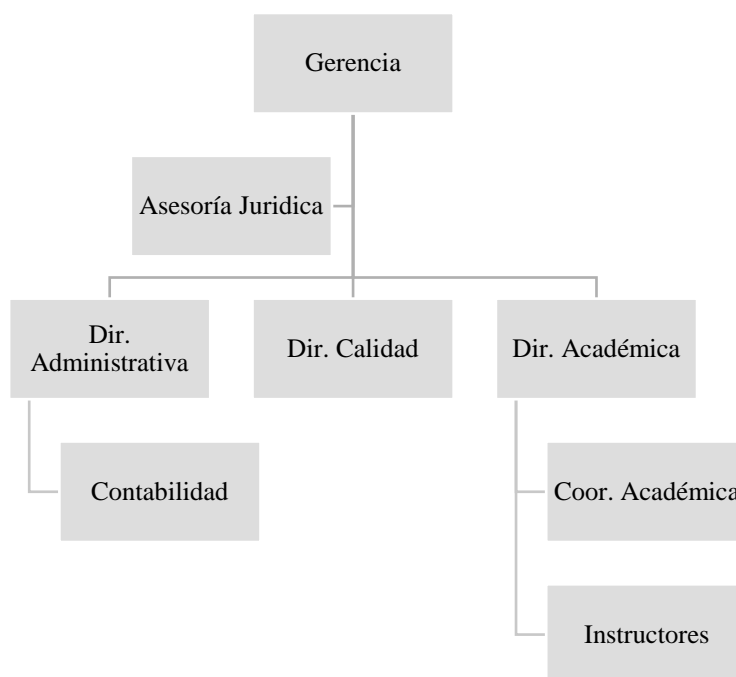 Gerencia
Asesoría Juridica
Dir.
Administrativa
Dir. Calidad
Dir. Académica
Contabilidad
Coor. Académica
Instructores